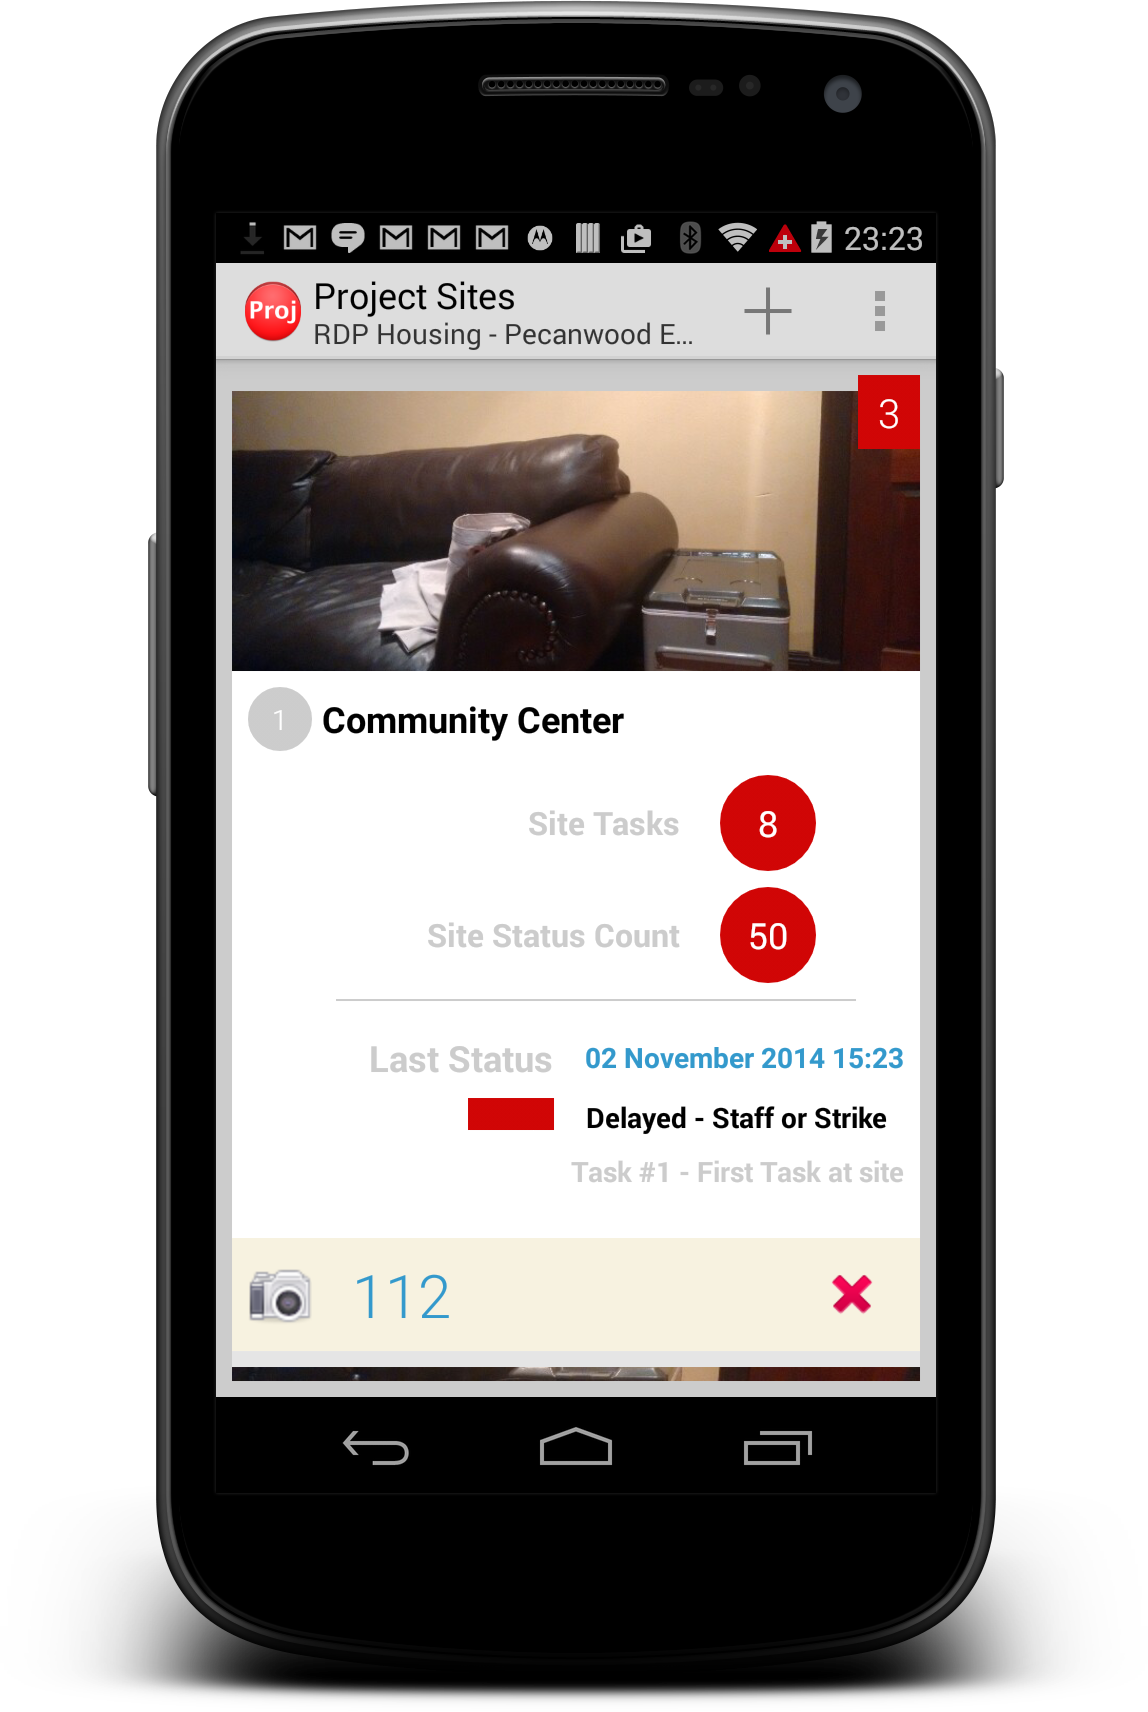 23:23
Proj
Project Sites
RDP Housing - Pecanwood E...
3
1
Community Center
Site Tasks
8
Site Status Count
50
Last Status
02 November 2014 15:23
Delayed - Staff or Strike
Task #1 - First Task at site
112